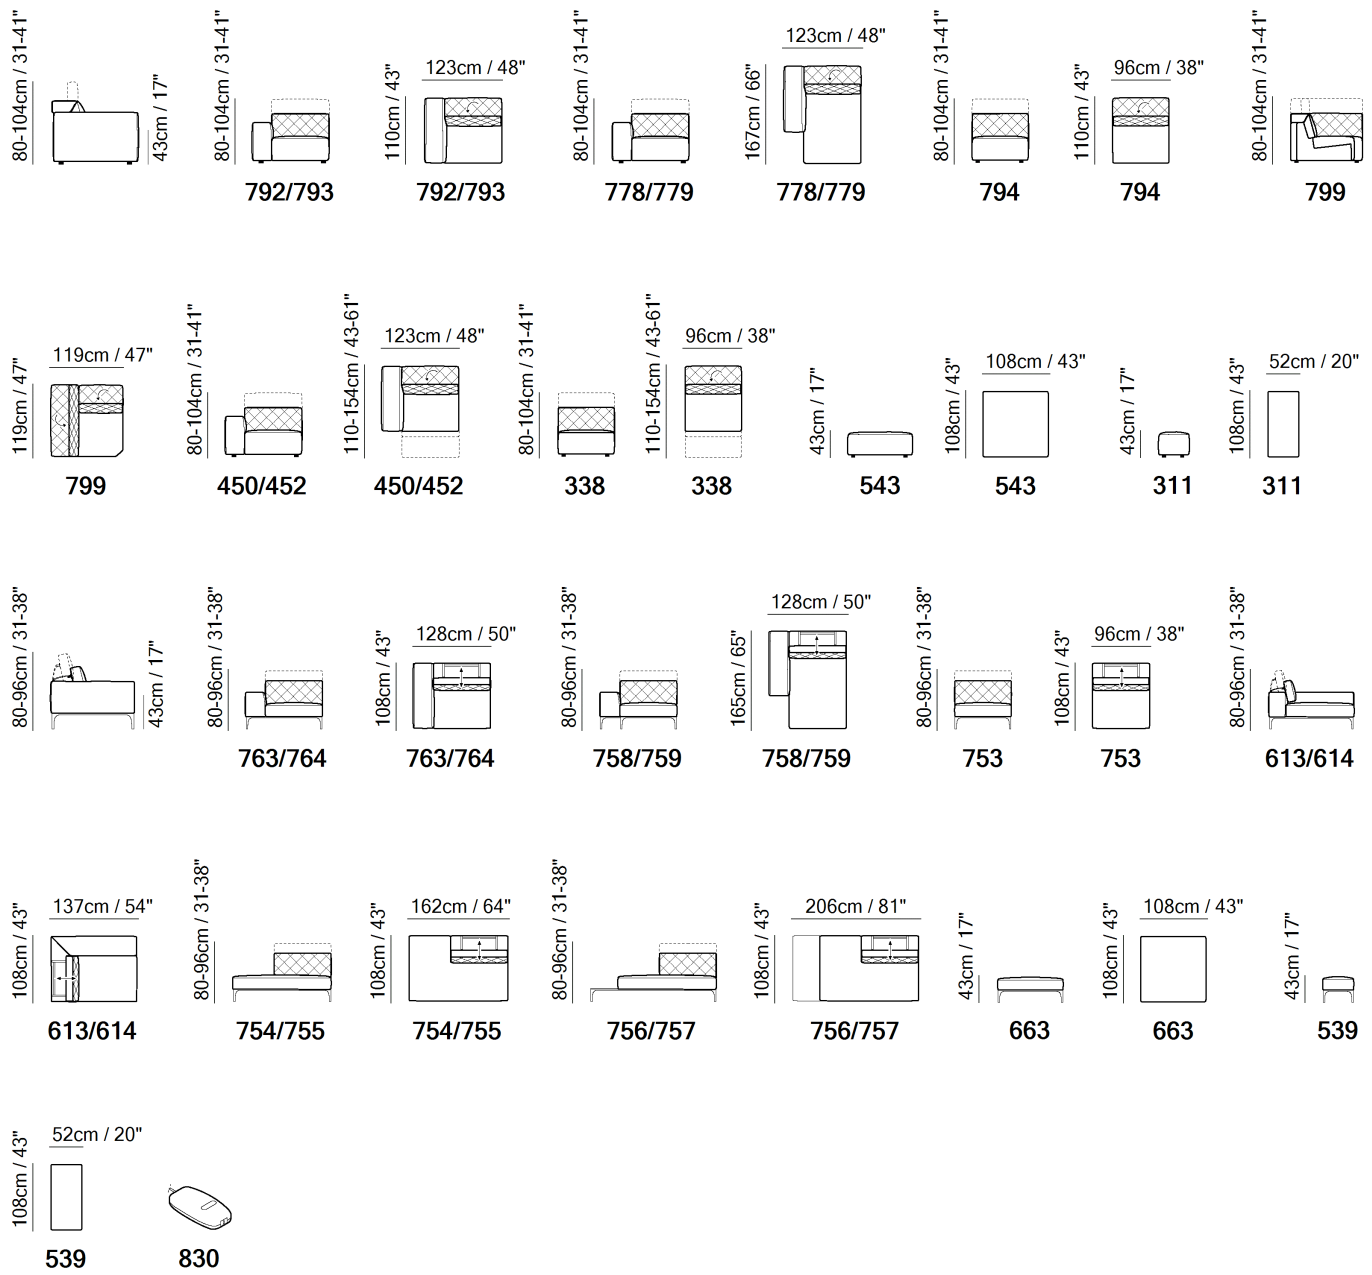 80-104cm / 31-41"
43cm / 17"
80-104cm / 31-41"
792/793
110cm / 43"
123cm / 48"
792/793
80-104cm / 31-41"
778/779
167cm / 66"
123cm / 48"
778/779
80-104cm / 31-41"
794
110cm / 43"
96cm / 38"
794
80-104cm / 31-41"
799
119cm / 47"
119cm / 47"
799
80-104cm / 31-41"
450/452
110-154cm / 43-61"
123cm / 48"
450/452
80-104cm / 31-41"
338
110-154cm / 43-61"
96cm / 38"
338
43cm / 17"
543
108cm / 43"
108cm / 43"
543
43cm / 17"
311
108cm / 43"
52cm / 20"
311
80-96cm / 31-38"
43cm / 17"
80-96cm / 31-38"
763/764
108cm / 43"
128cm / 50"
763/764
80-96cm / 31-38"
758/759
165cm / 65"
128cm / 50"
758/759
80-96cm / 31-38"
753
108cm / 43"
96cm / 38"
753
80-96cm / 31-38"
613/614
108cm / 43"
137cm / 54"
613/614
80-96cm / 31-38"
754/755
108cm / 43"
162cm / 64"
754/755
80-96cm / 31-38"
756/757
108cm / 43"
206cm / 81"
756/757
43cm / 17"
663
108cm / 43"
108cm / 43"
663
43cm / 17"
539
108cm / 43"
52cm / 20"
539
830